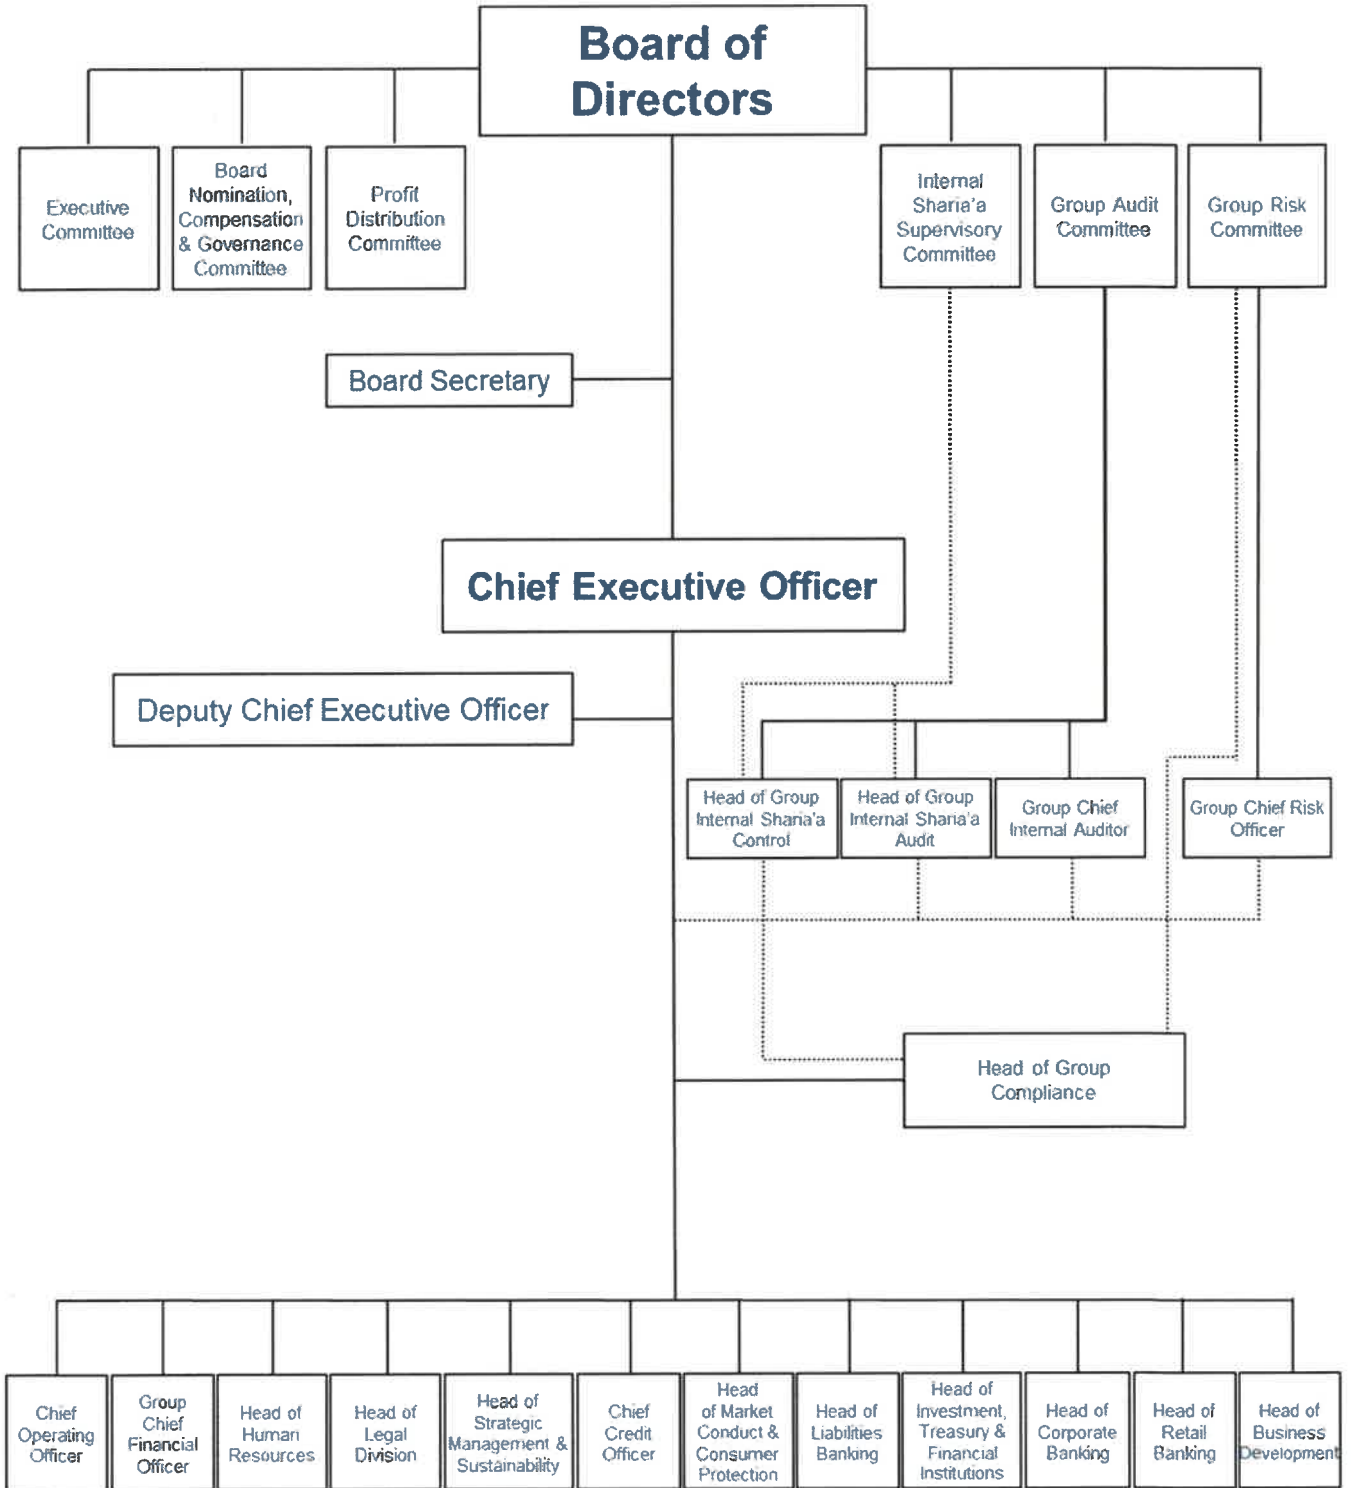 Board of
Directors
Executive
Committee
Board
Nomination,
Compensation
& Governance
Committee
Profit
Distribution
Committee
Internal
Sharia'a
Supervisory
Committee
Group Audit
Committee
Group Risk
Committee
Board Secretary
Chief Executive Officer
Deputy Chief Executive Officer
Head of Group
Internal Sharia'a
Control
Head of Group
Internal Sharia'a
Audit
Group Chief
Internal Auditor
Group Chief Risk
Officer
Head of Group
Compliance
Chief
Operating
Officer
Group
Chief
Financial
Officer
Head of
Human
Resources
Head of
Legal
Division
Head of
Strategic
Management &
Sustainability
Chief
Credit
Officer
Head
of Market
Conduct &
Consumer
Protection
Head of
Liabilities
Banking
Head of
Investment,
Treasury &
Financial
Institutions
Head of
Corporate
Banking
Head of
Retail
Banking
Head of
Business
Development